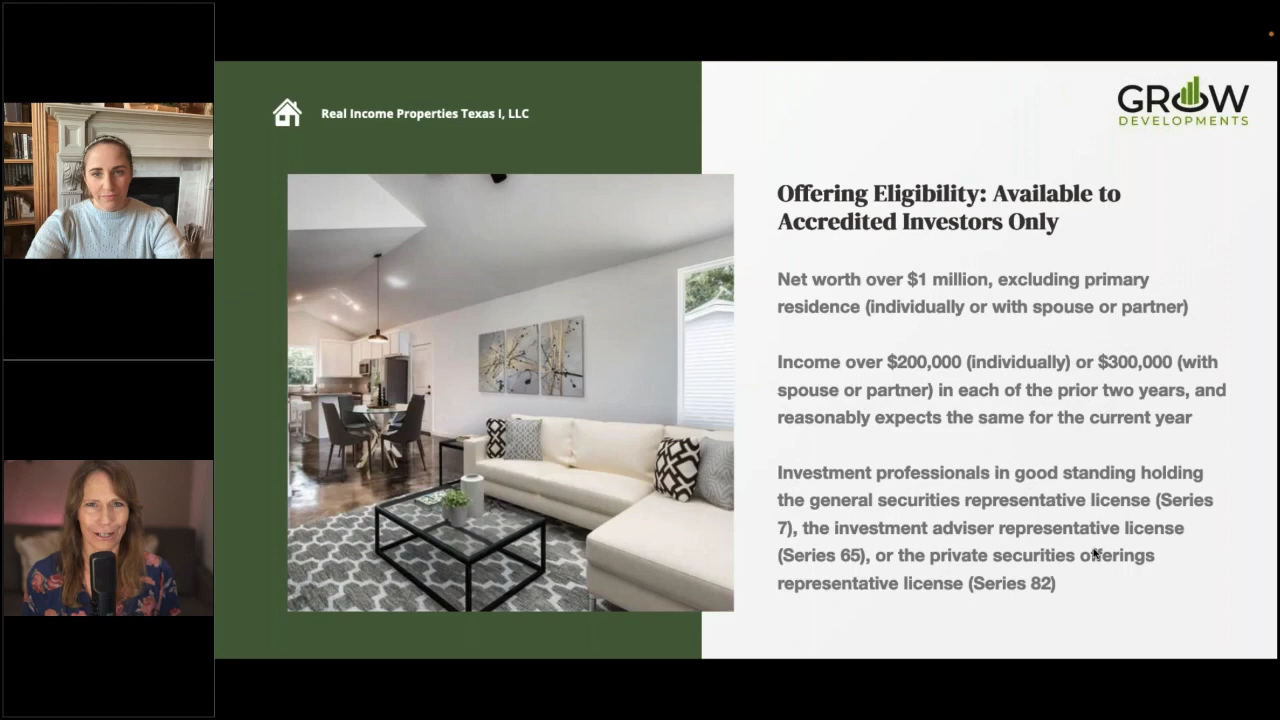 Real Income Properties Texas I, LLC
GROW
DEVELOPMENTS
Offering Eligibility: Available to
Accredited Investors Only
Net worth over $1 million, excluding primary
residence (individually or with spouse or partner)
Income over $200,000 (individually) or $300,000 (with
spouse or partner) in each of the prior two years, and
reasonably expects the same for the current year
Investment professionals in good standing holding
the general securities representative license (Series
7), the investment adviser representative license
(Series 65), or the private securities offerings
representative license (Series 82)